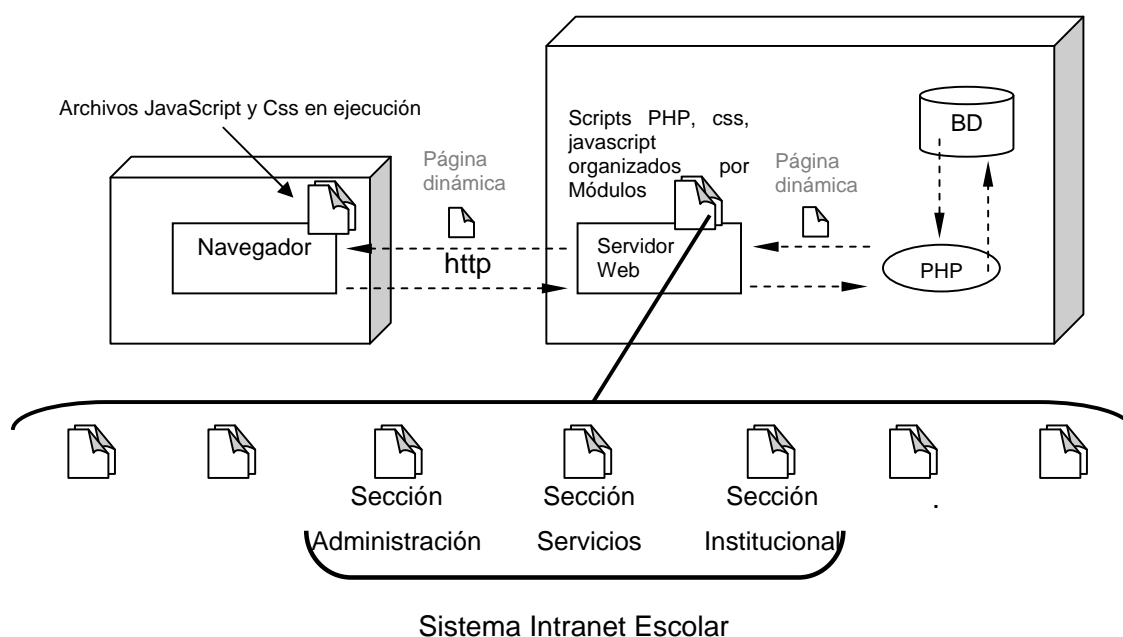 Archivos JavaScript y Css en ejecución
Navegador
Página
dinámica
http
Scripts PHP, css,
javascript
organizados por
Módulos
Servidor
Web
Página
dinámica
BD
PHP
Sección
Administración
Sección
Servicios
Sección
Institucional
.
Sistema Intranet Escolar